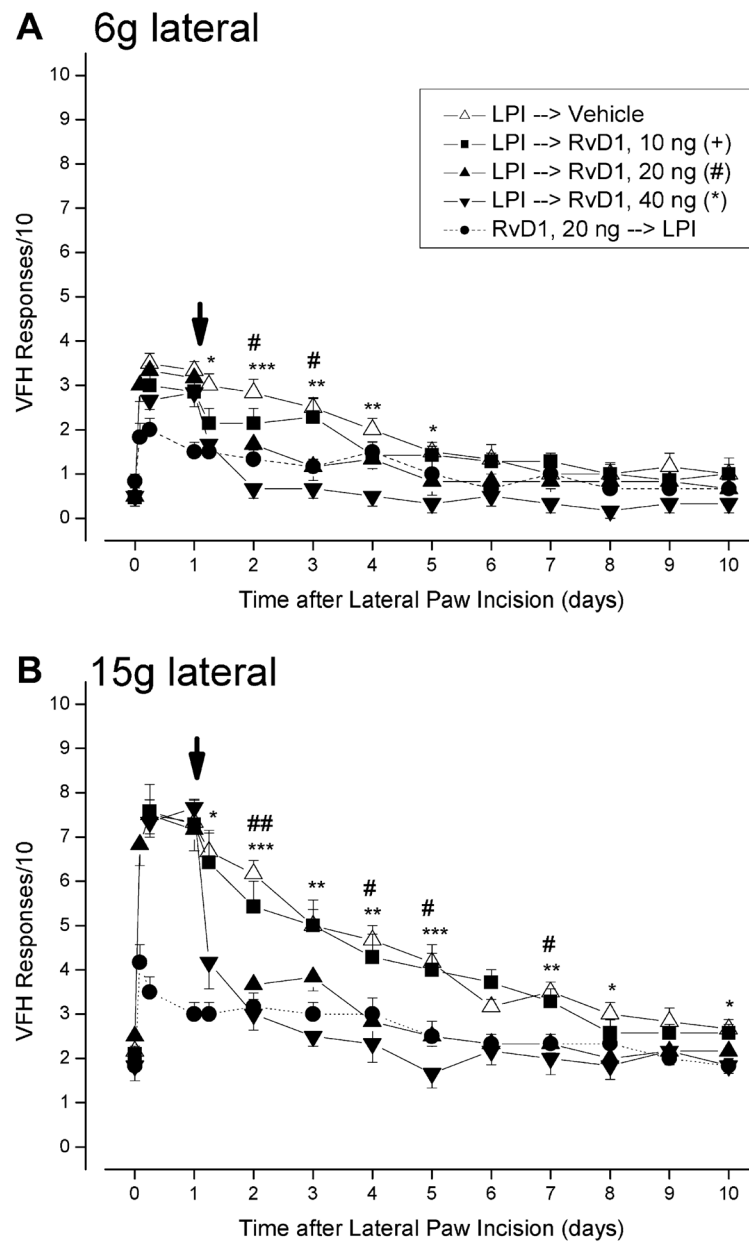 A 6g lateral
10
9
8
7
6
5
4
3
2
1
0
VFH Responses/10
LPI --> Vehicle
LPI --> RvD1, 10 ng (+)
LPI --> RvD1, 20 ng (#)
LPI --> RvD1, 40 ng (*)
RvD1, 20 ng --> LPI
# #
* *** ** ** *
0 1 2 3 4 5 6 7 8 9 10
Time after Lateral Paw Incision (days)
B 15g lateral
10
9
8
7
6
5
4
3
2
1
0
VFH Responses/10
## # # #
* *** ** ** *** ** * *
0 1 2 3 4 5 6 7 8 9 10
Time after Lateral Paw Incision (days)